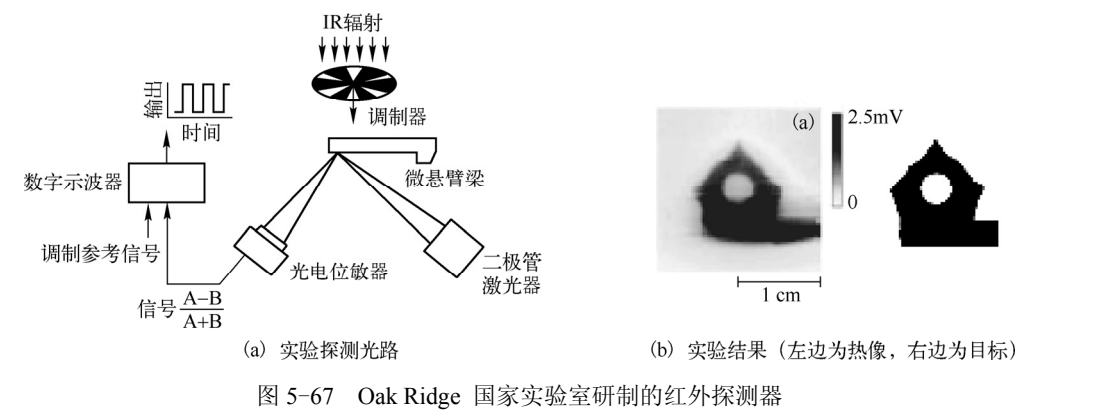 IR辐射
调制器
输出
时间
数字示波器
微悬臂梁
调制参考信号
光电位敏器
二极管
激光器
信号 A−B
A+B
(a) 实验探测光路
(a)
2.5mV
0
1 cm
(b) 实验结果（左边为热像，右边为目标）
图 5-67 Oak Ridge 国家实验室研制的红外探测器